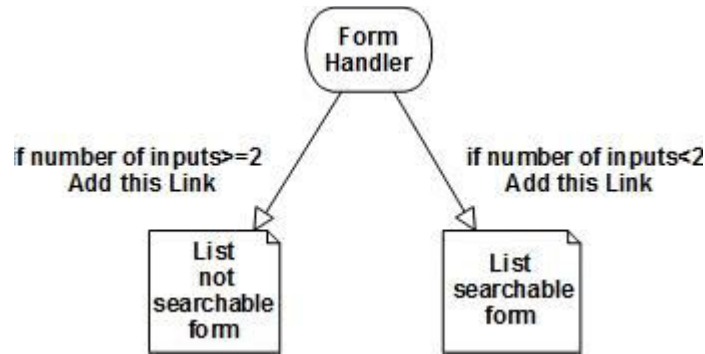 Form
Handler
if number of inputs>=2
Add this Link
if number of inputs<2
Add this Link
List
not
searchable
form
List
searchable
form